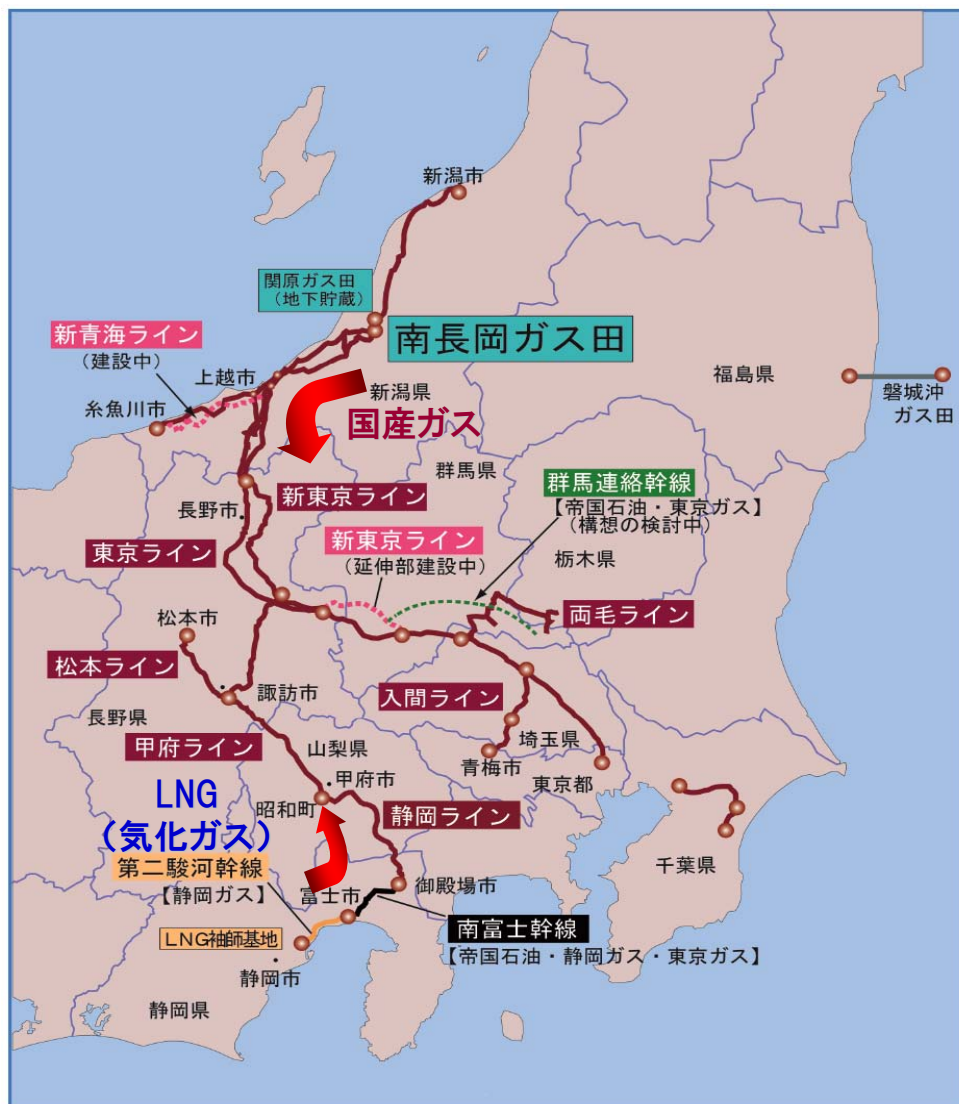 新潟市
関原ガス田
（地下貯蔵）
南長岡ガス田
新青海ライン
（建設中）
上越市
糸魚川市
新潟県
国産ガス
福島県
磐城沖
ガス田
群馬県
群馬連絡幹線
【帝国石油・東京ガス】
（構想の検討中）
新東京ライン
長野市
東京ライン
新東京ライン
（延伸部建設中）
栃木県
両毛ライン
松本市
松本ライン
諏訪市
入間ライン
長野県
甲府ライン
山梨県
埼玉県
青梅市
東京都
甲府市
LNG
（気化ガス）
昭和町
静岡ライン
千葉県
第二駿河幹線
【静岡ガス】
富士市
御殿場市
南富士幹線
【帝国石油・静岡ガス・東京ガス】
LNG袖師基地
静岡市
静岡県